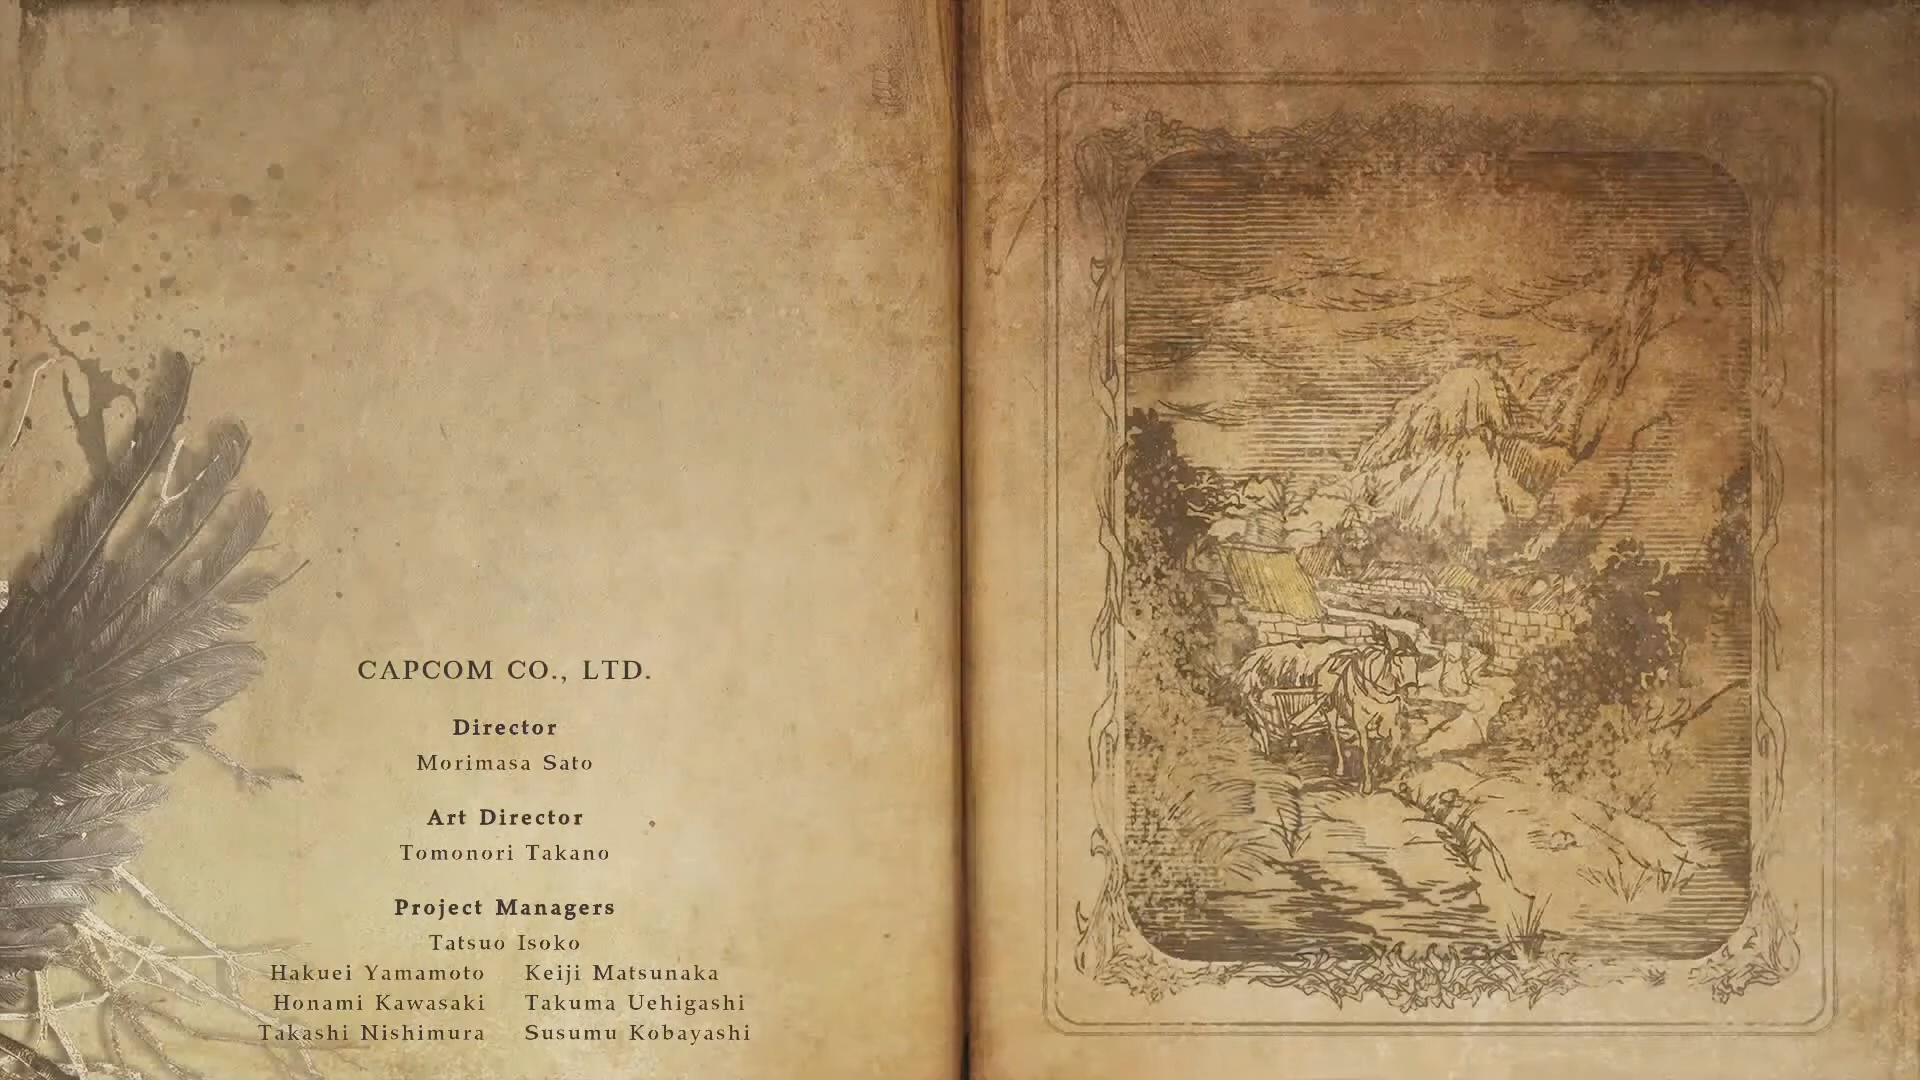 CAPCOM CO., LTD.
Director
Morimasa Sato
Art Director
Tomonori Takano
Project Managers
Tatsuo Isoko
Hakuei Yamamoto Keiji Matsunaka
Honami Kawasaki Takuma Uehigashi
Takashi Nishimura Susumu Kobayashi